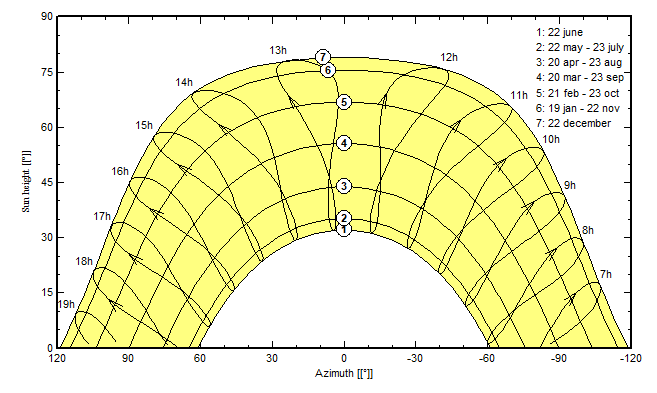 90
75
60
45
30
15
0
Sun height [[°]]
120
90
60
30
0
-30
-60
-90
-120
Azimuth [[°]]
1: 22 june
2: 22 may - 23 july
3: 20 apr - 23 aug
4: 20 mar - 23 sep
5: 21 feb - 23 oct
6: 19 jan - 22 nov
7: 22 december
19h
18h
17h
16h
15h
14h
13h
12h
11h
10h
9h
8h
7h
7
6
5
4
3
2
1